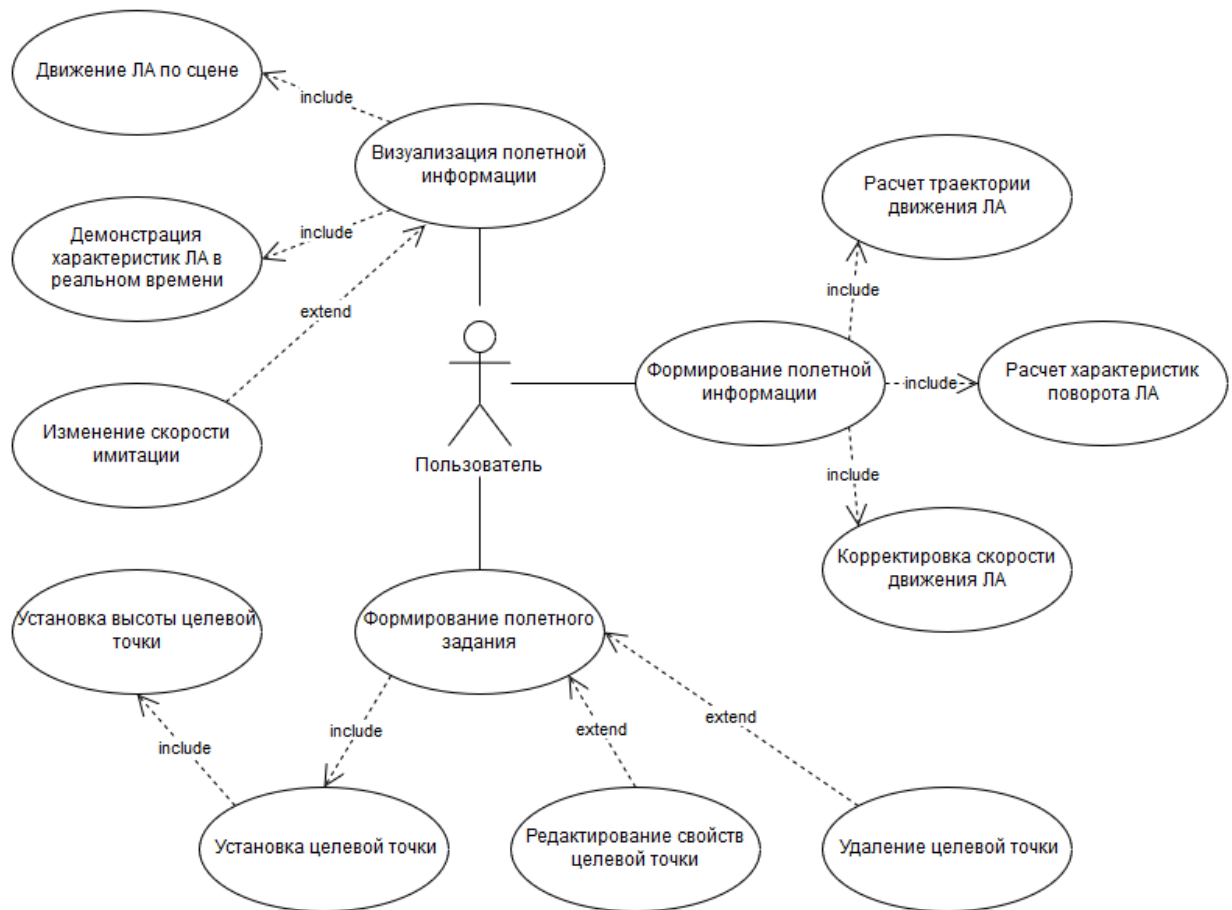 Движение ЛА по сцене
include
Визуализация полетной
информации
Расчет траектории
движения ЛА
Демонстрация
характеристик ЛА в
реальном времени
include
include
extend
Формирование полетной
информации
include
Расчет характеристик
поворота ЛА
Изменение скорости
имитации
Пользователь
include
Корректировка скорости
движения ЛА
Установка высоты целевой
точки
Формирование полетного
задания
include
include
extend
extend
Установка целевой точки
Редактирование свойств
целевой точки
Удаление целевой точки